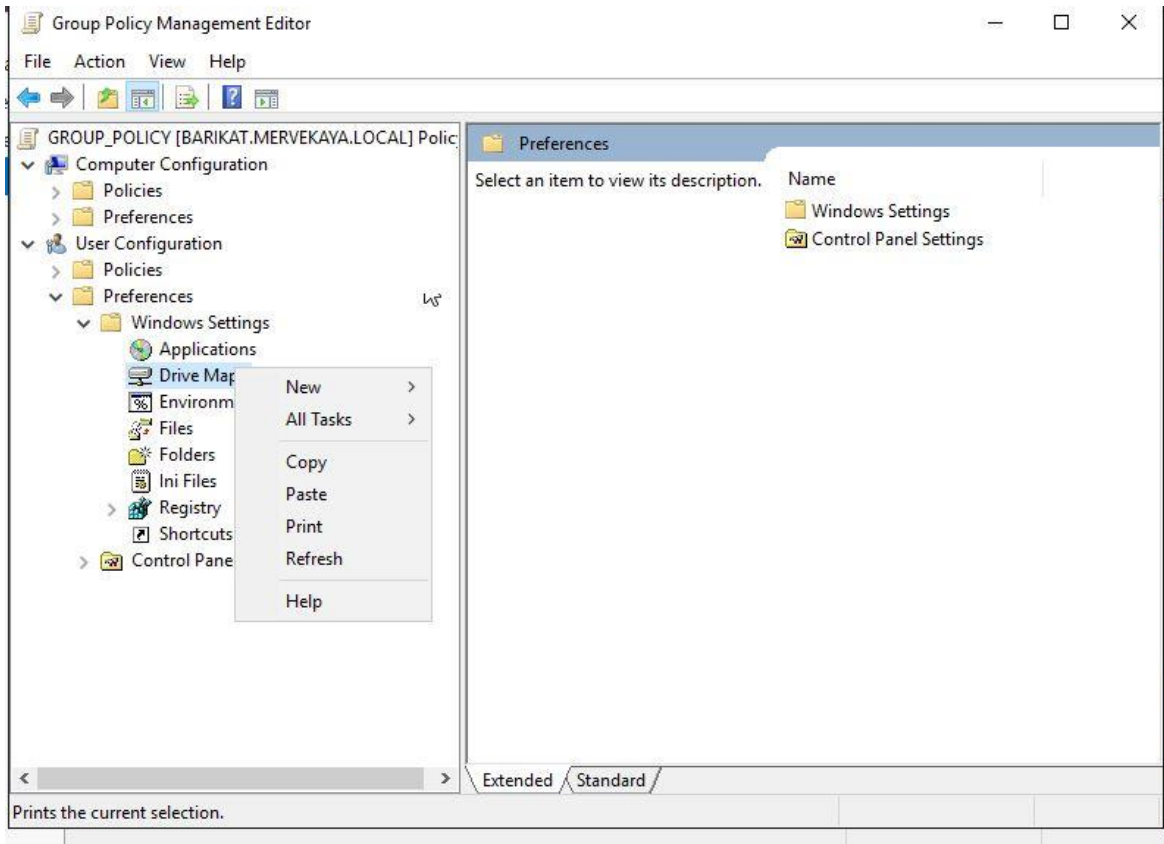 Group Policy Management Editor
File Action View Help
GROUP_POLICY [BARIKAT.MERVEKAYA.LOCAL] Polic
Computer Configuration
Policies
Preferences
User Configuration
Policies
Preferences
Windows Settings
Applications
Drive Map
Environm
Files
Folders
Ini Files
Registry
Shortcuts
Control Pane
New
All Tasks
Copy
Paste
Print
Refresh
Help
Preferences
Select an item to view its description.
Name
Windows Settings
Control Panel Settings
Extended Standard
Prints the current selection.